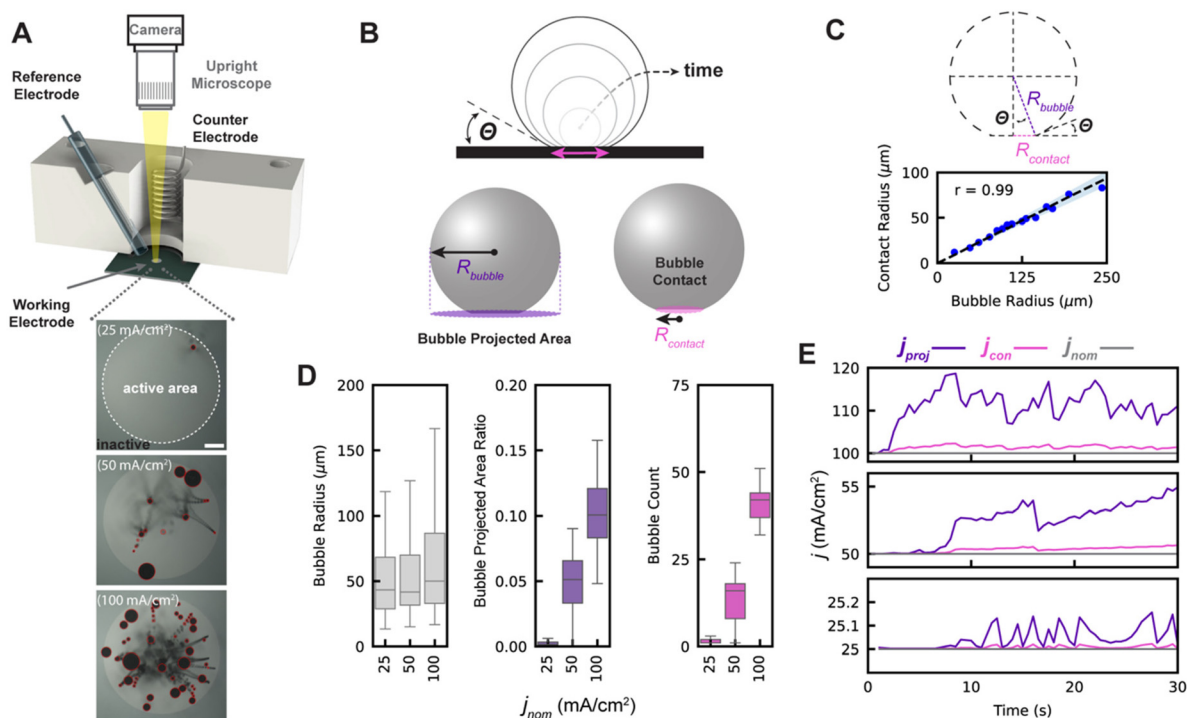 A
Camera
Upright
Microscope
Reference
Electrode
Counter
Electrode
Working
Electrode
(25 mA/cm²)
active area
inactive
(50 mA/cm²)
(100 mA/cm²)
B
time
Θ
R_bubble
Bubble Projected Area
Bubble
Contact
R_contact
C
R_bubble
Θ
Θ
R_contact
Contact Radius (μm)
100
50
0
r = 0.99
0
125
250
Bubble Radius (μm)
D
Bubble Radius (μm)
200
150
100
50
0
25
50
100
Bubble Projected Area Ratio
0.20
0.15
0.10
0.05
0.00
25
50
100
Bubble Count
75
50
25
0
25
50
100
j_nom (mA/cm²)
E
j_proj
j_con
j_nom
j (mA/cm²)
120
110
100
55
50
25.2
25.1
25
0
10
20
30
Time (s)